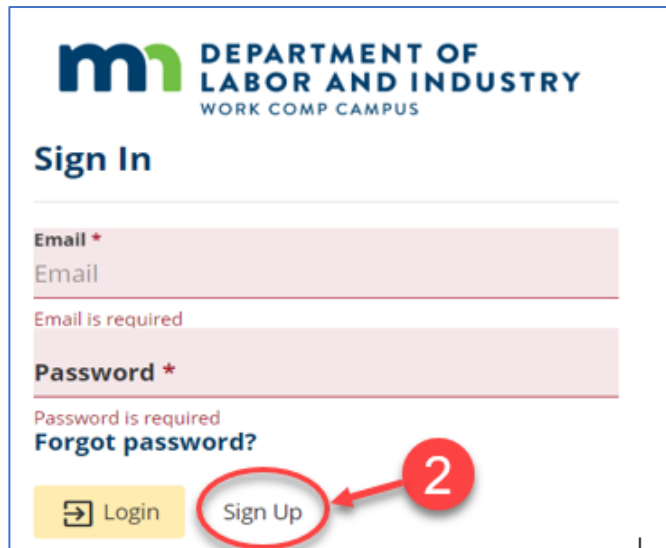 mn DEPARTMENT OF
LABOR AND INDUSTRY
WORK COMP CAMPUS
Sign In
Email *
Email
Email is required
Password *
Password is required
Forgot password?
Login Sign Up 2